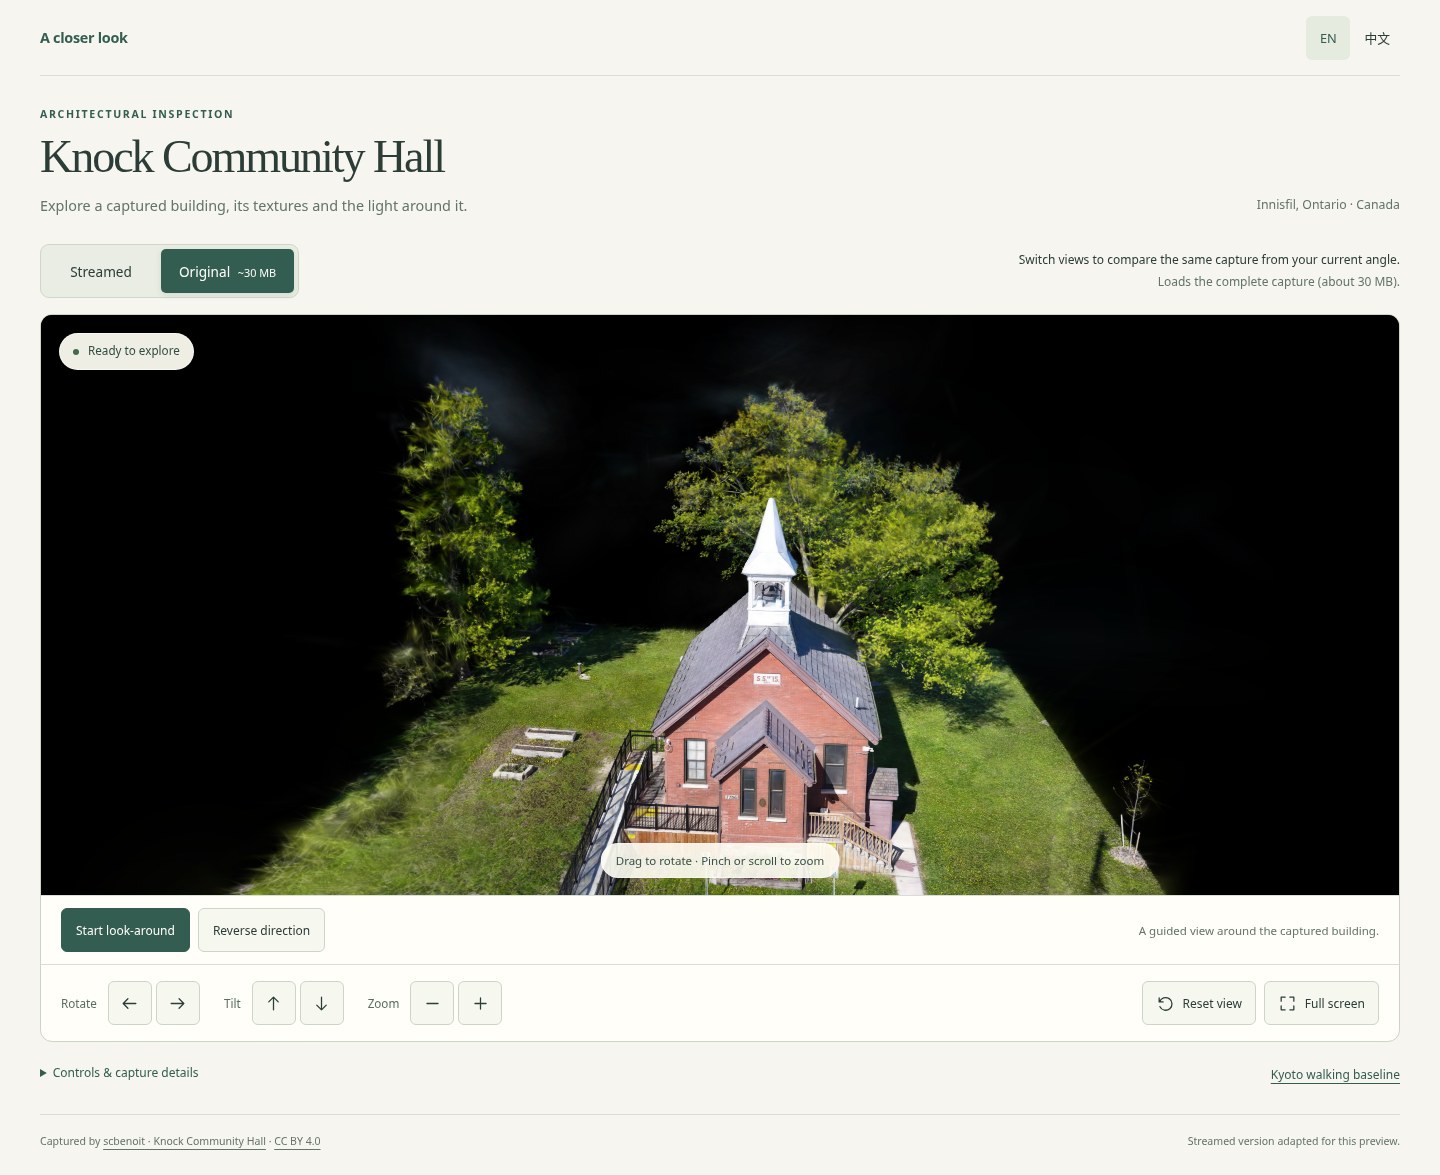 A closer look
EN
中文
ARCHITECTURAL INSPECTION
Knock Community Hall
Explore a captured building, its textures and the light around it.
Innisfil, Ontario · Canada
Streamed
Original ~30 MB
Switch views to compare the same capture from your current angle.
Loads the complete capture (about 30 MB).
Ready to explore
Drag to rotate · Pinch or scroll to zoom
Start look-around
Reverse direction
A guided view around the captured building.
Rotate
Tilt
Zoom
Reset view
Full screen
Controls & capture details
Kyoto walking baseline
Captured by scbenoit · Knock Community Hall · CC BY 4.0
Streamed version adapted for this preview.